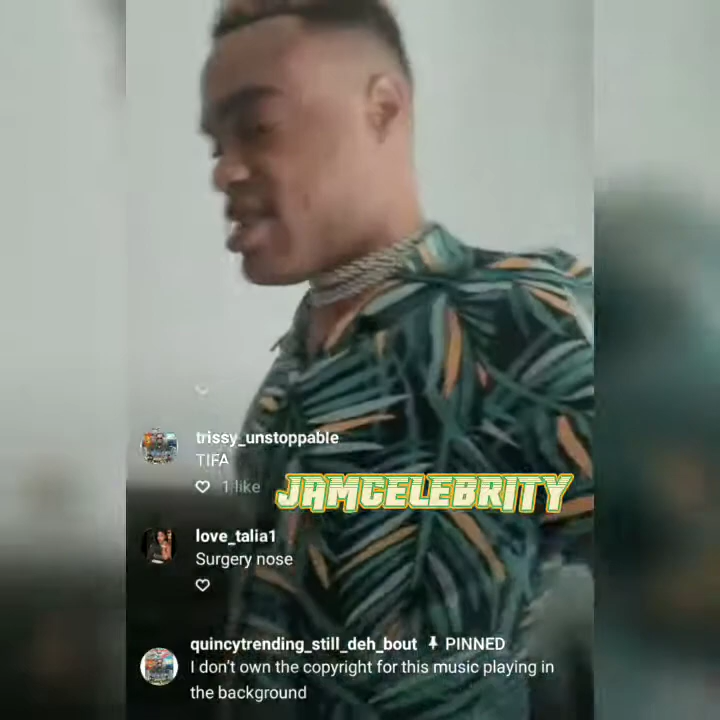 trissy_unstoppable
TIFA
1 like
JAMCELEBRITY
love_talia1
Surgery nose
quincytrending_still_deh_bout PINNED
I don't own the copyright for this music playing in
the background